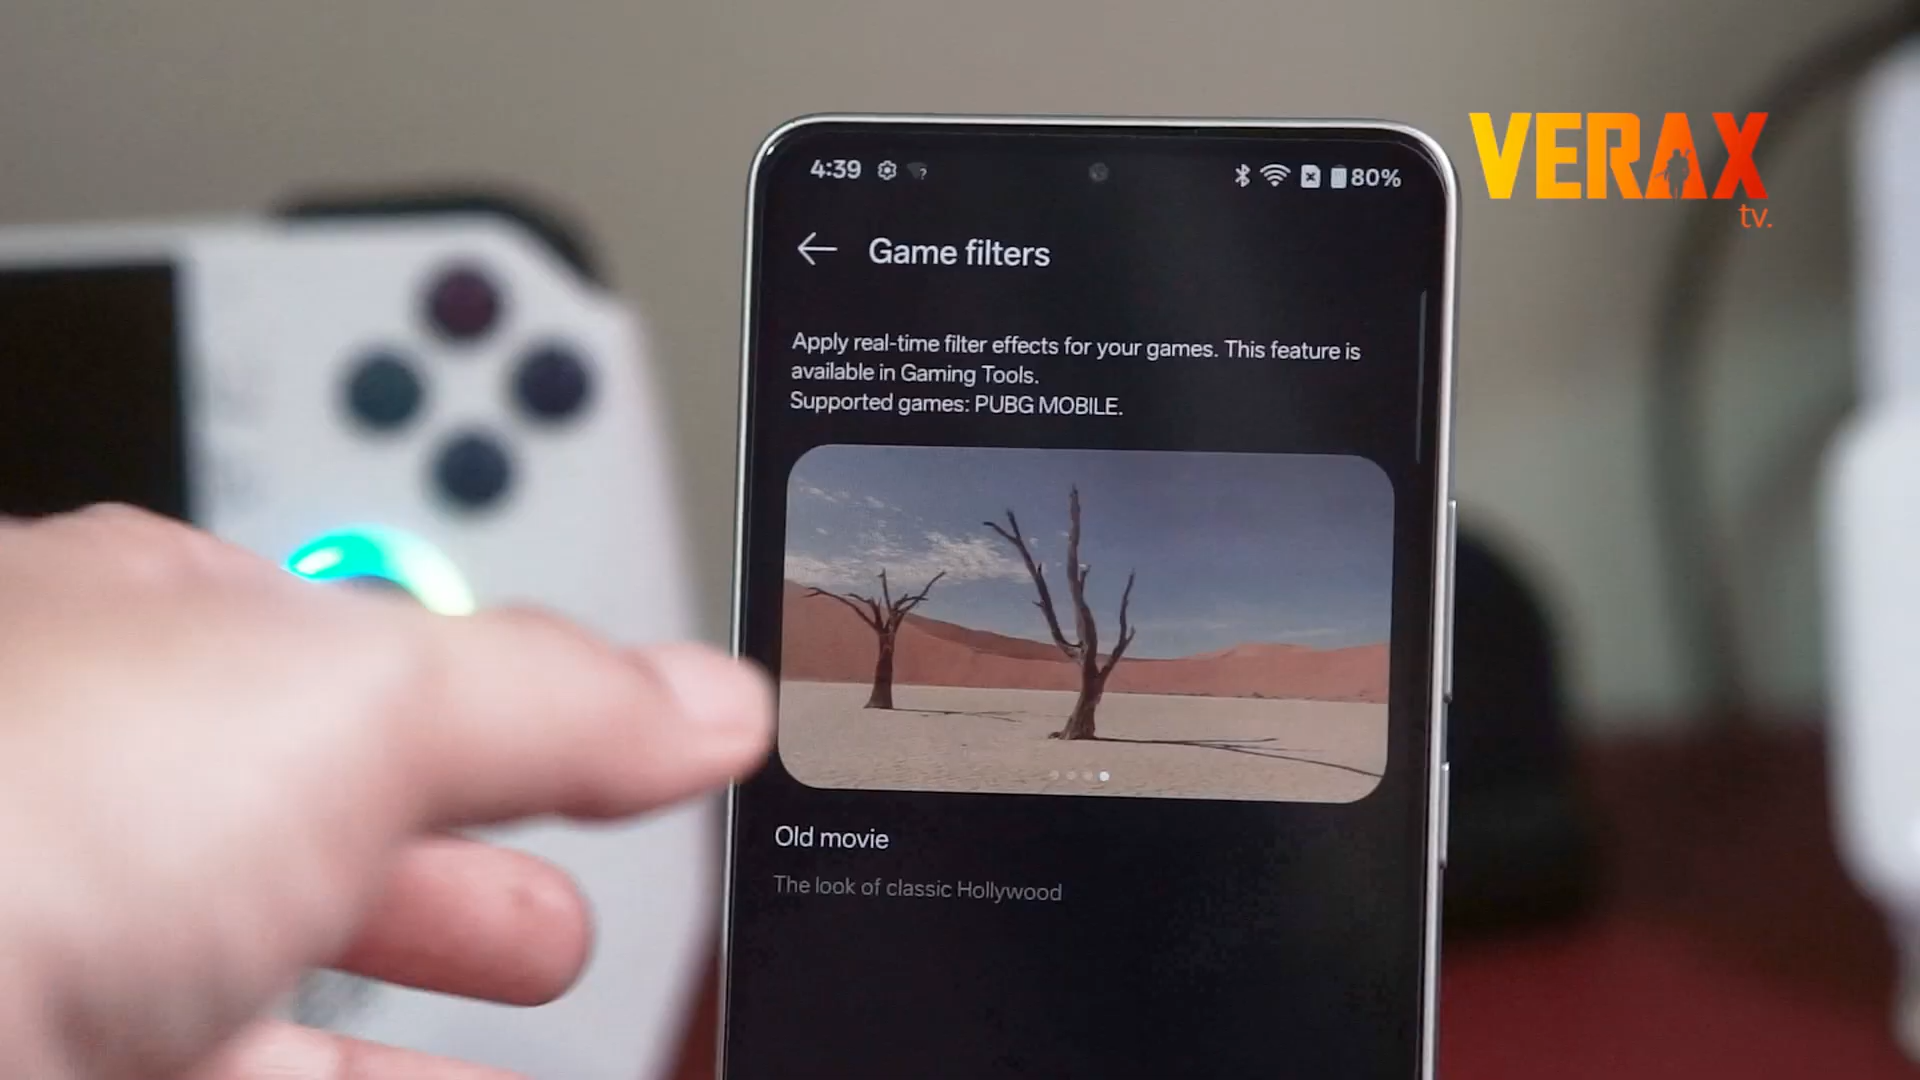 VERAX
tv.
4:39
80%
Game filters
Apply real-time filter effects for your games. This feature is
available in Gaming Tools.
Supported games: PUBG MOBILE.
Old movie
The look of classic Hollywood